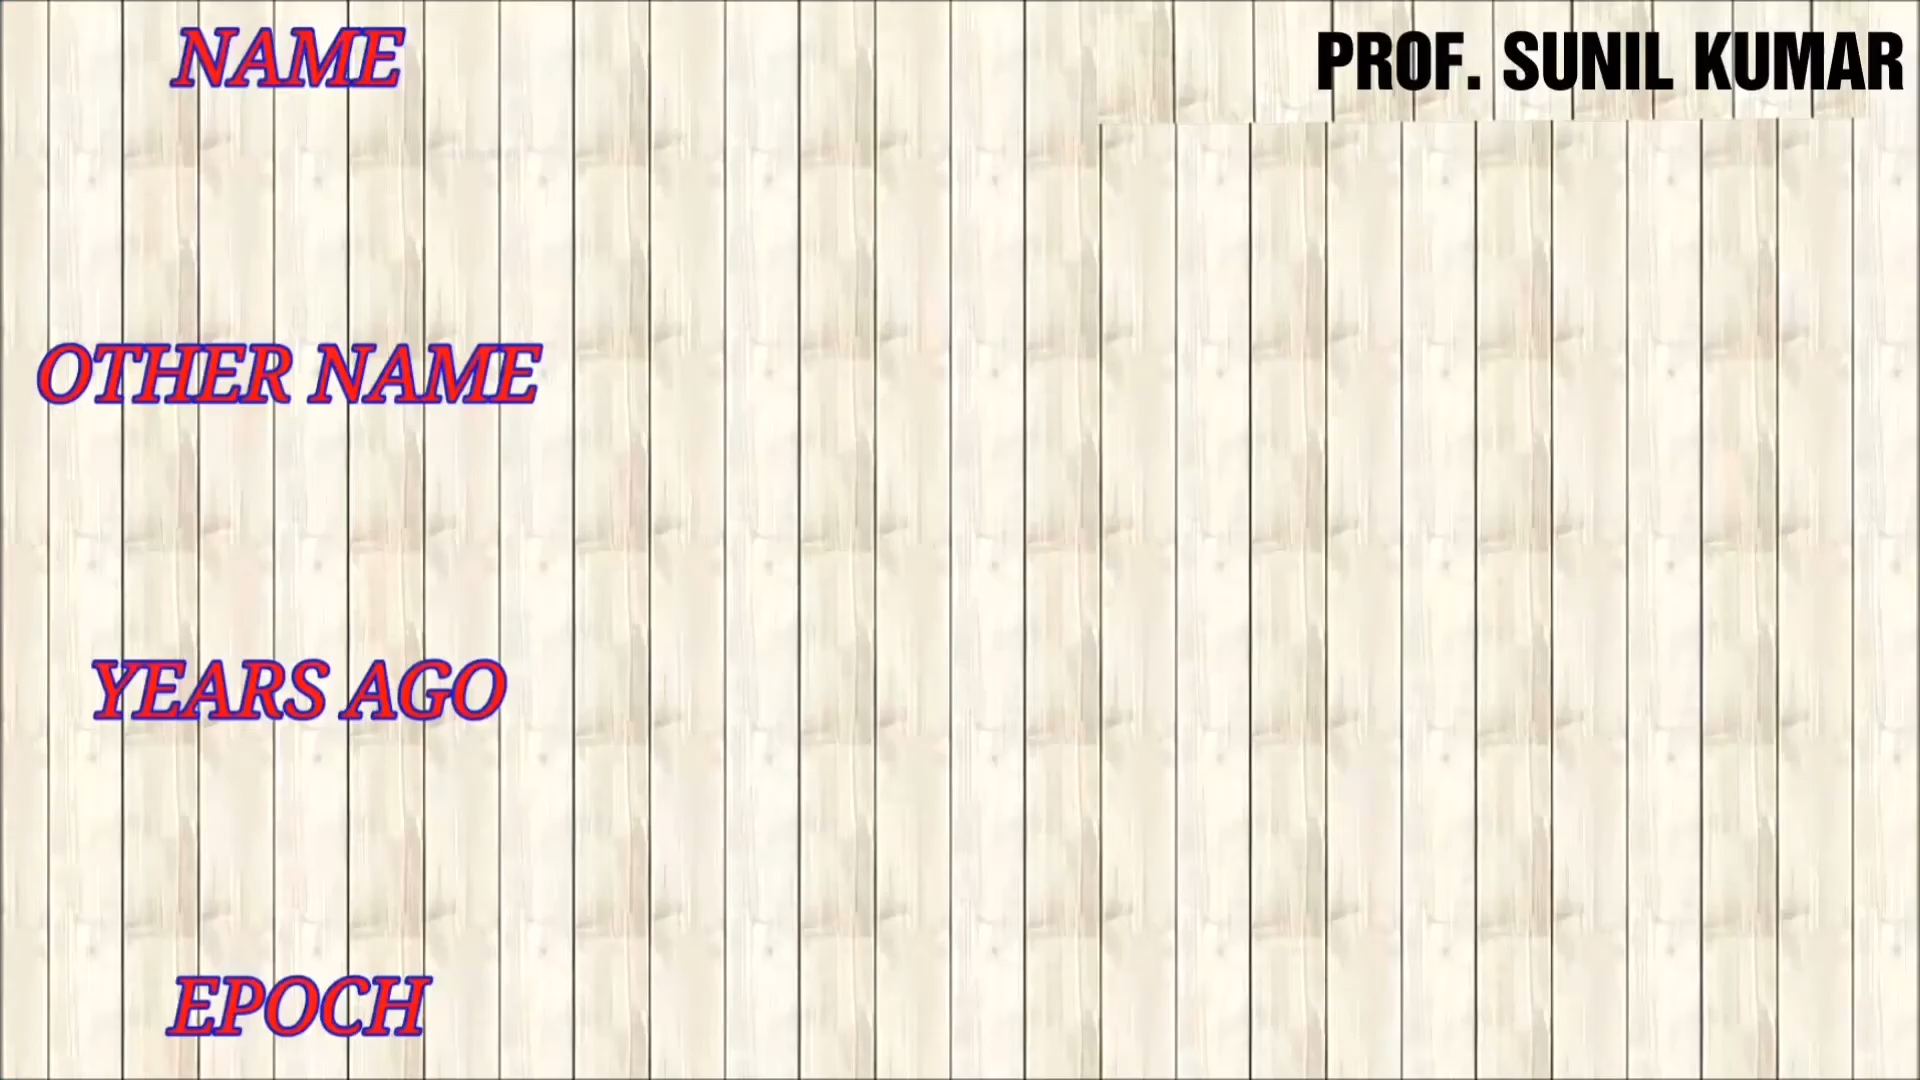 NAME
PROF. SUNIL KUMAR
OTHER NAME
YEARS AGO
EPOCH